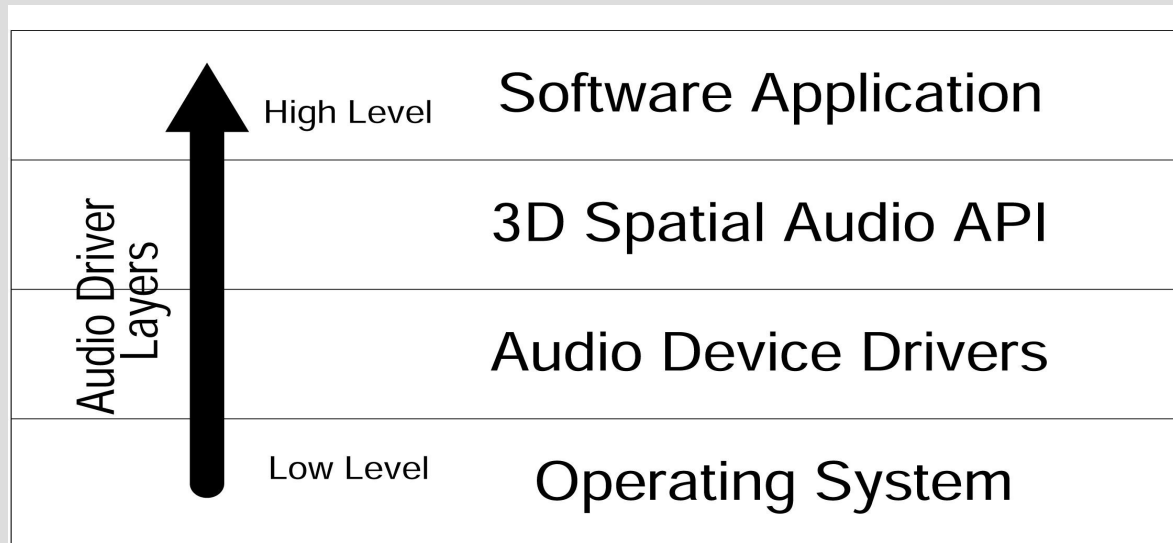 High Level
Software Application
3D Spatial Audio API
Audio Driver
Layers
Audio Device Drivers
Low Level
Operating System